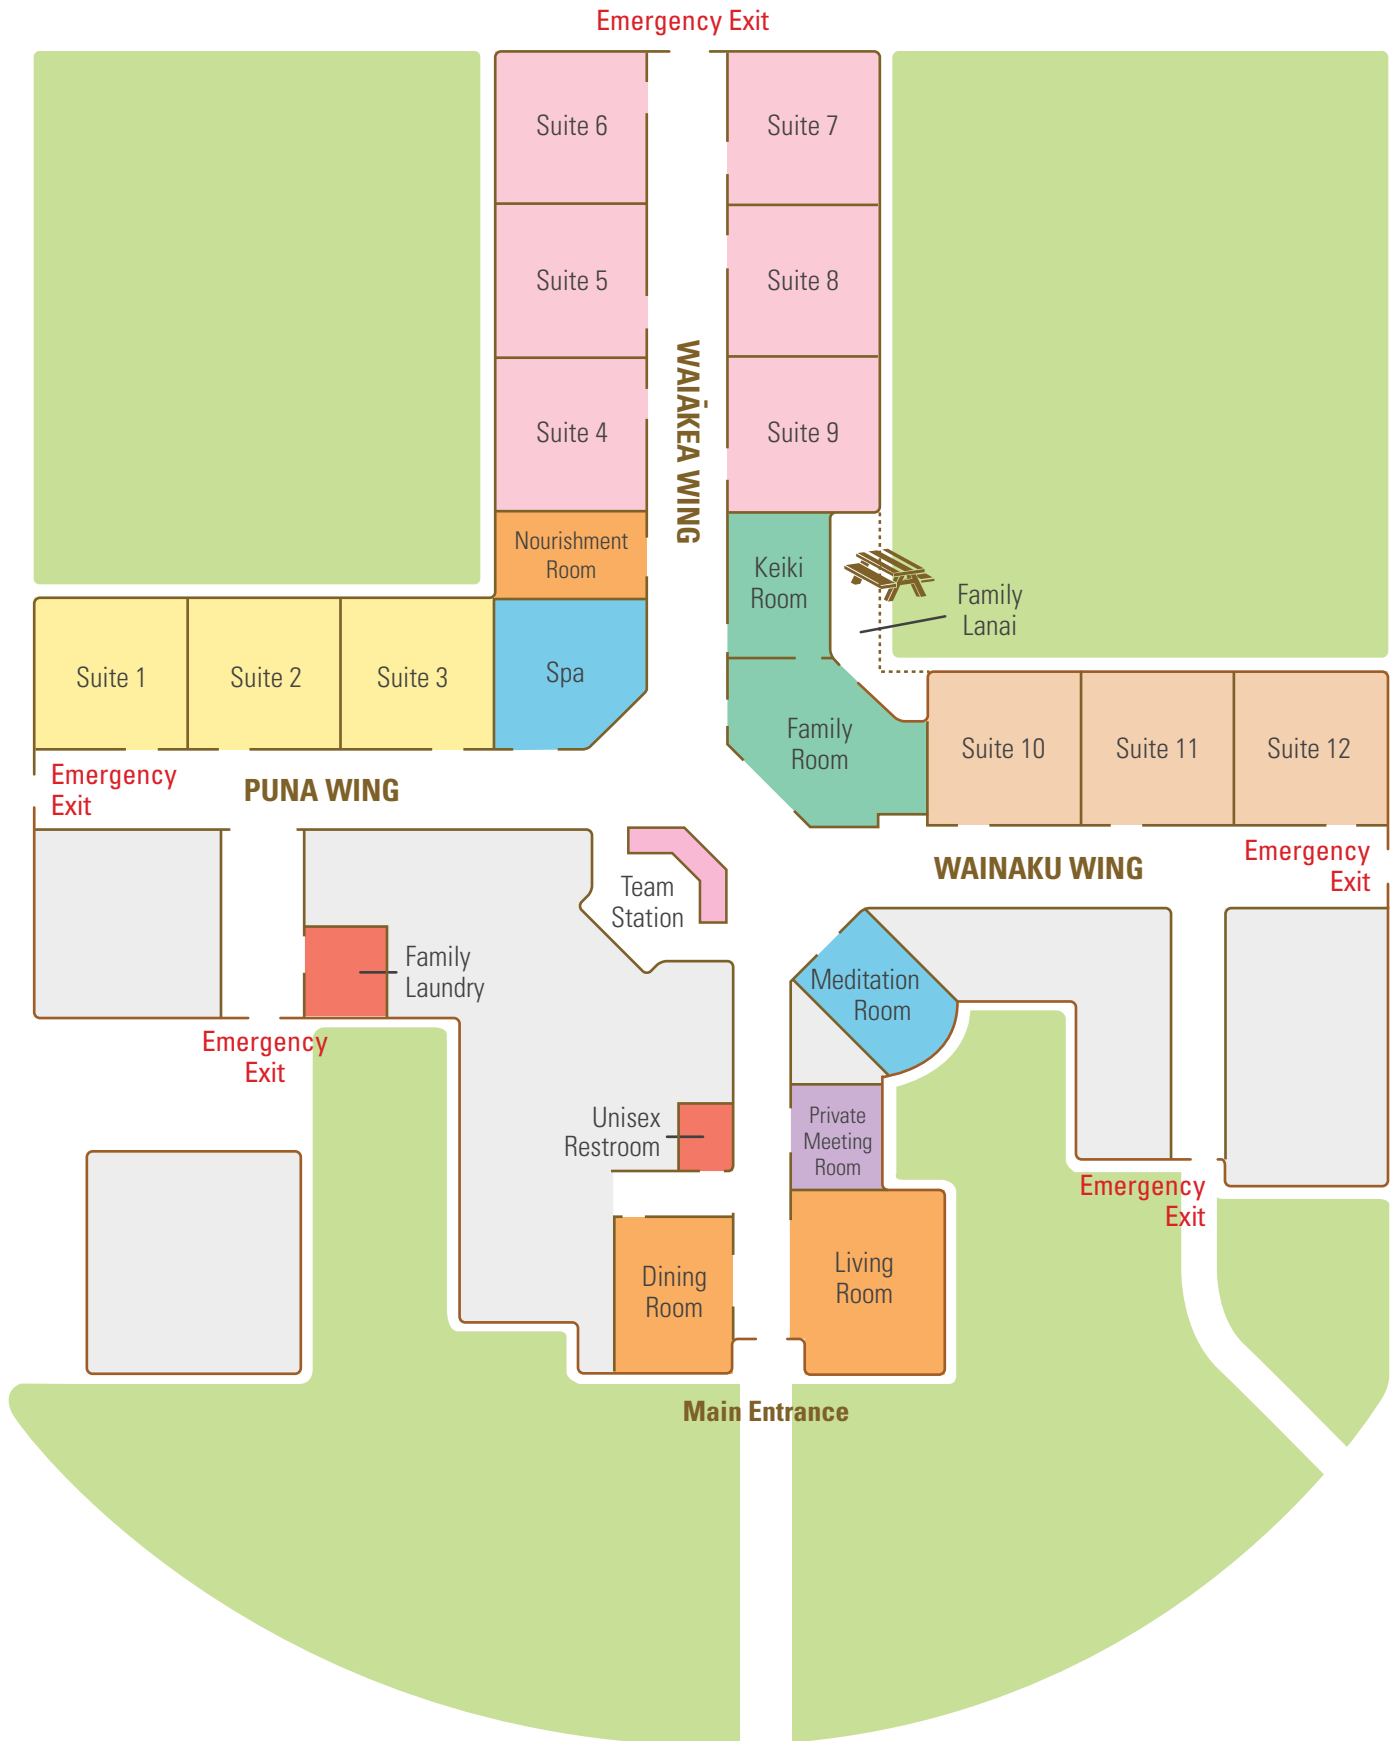 Emergency Exit
Suite 6
Suite 7
Suite 5
Suite 8
WAIĀKEA WING
Suite 4
Suite 9
Nourishment
Room
Keiki
Room
Family
Lanai
Suite 1
Suite 2
Suite 3
Spa
Family
Room
Suite 10
Suite 11
Suite 12
Emergency
Exit
PUNA WING
WAINAKU WING
Emergency
Exit
Team
Station
Family
Laundry
Meditation
Room
Emergency
Exit
Unisex
Restroom
Private
Meeting
Room
Emergency
Exit
Dining
Room
Living
Room
Main Entrance